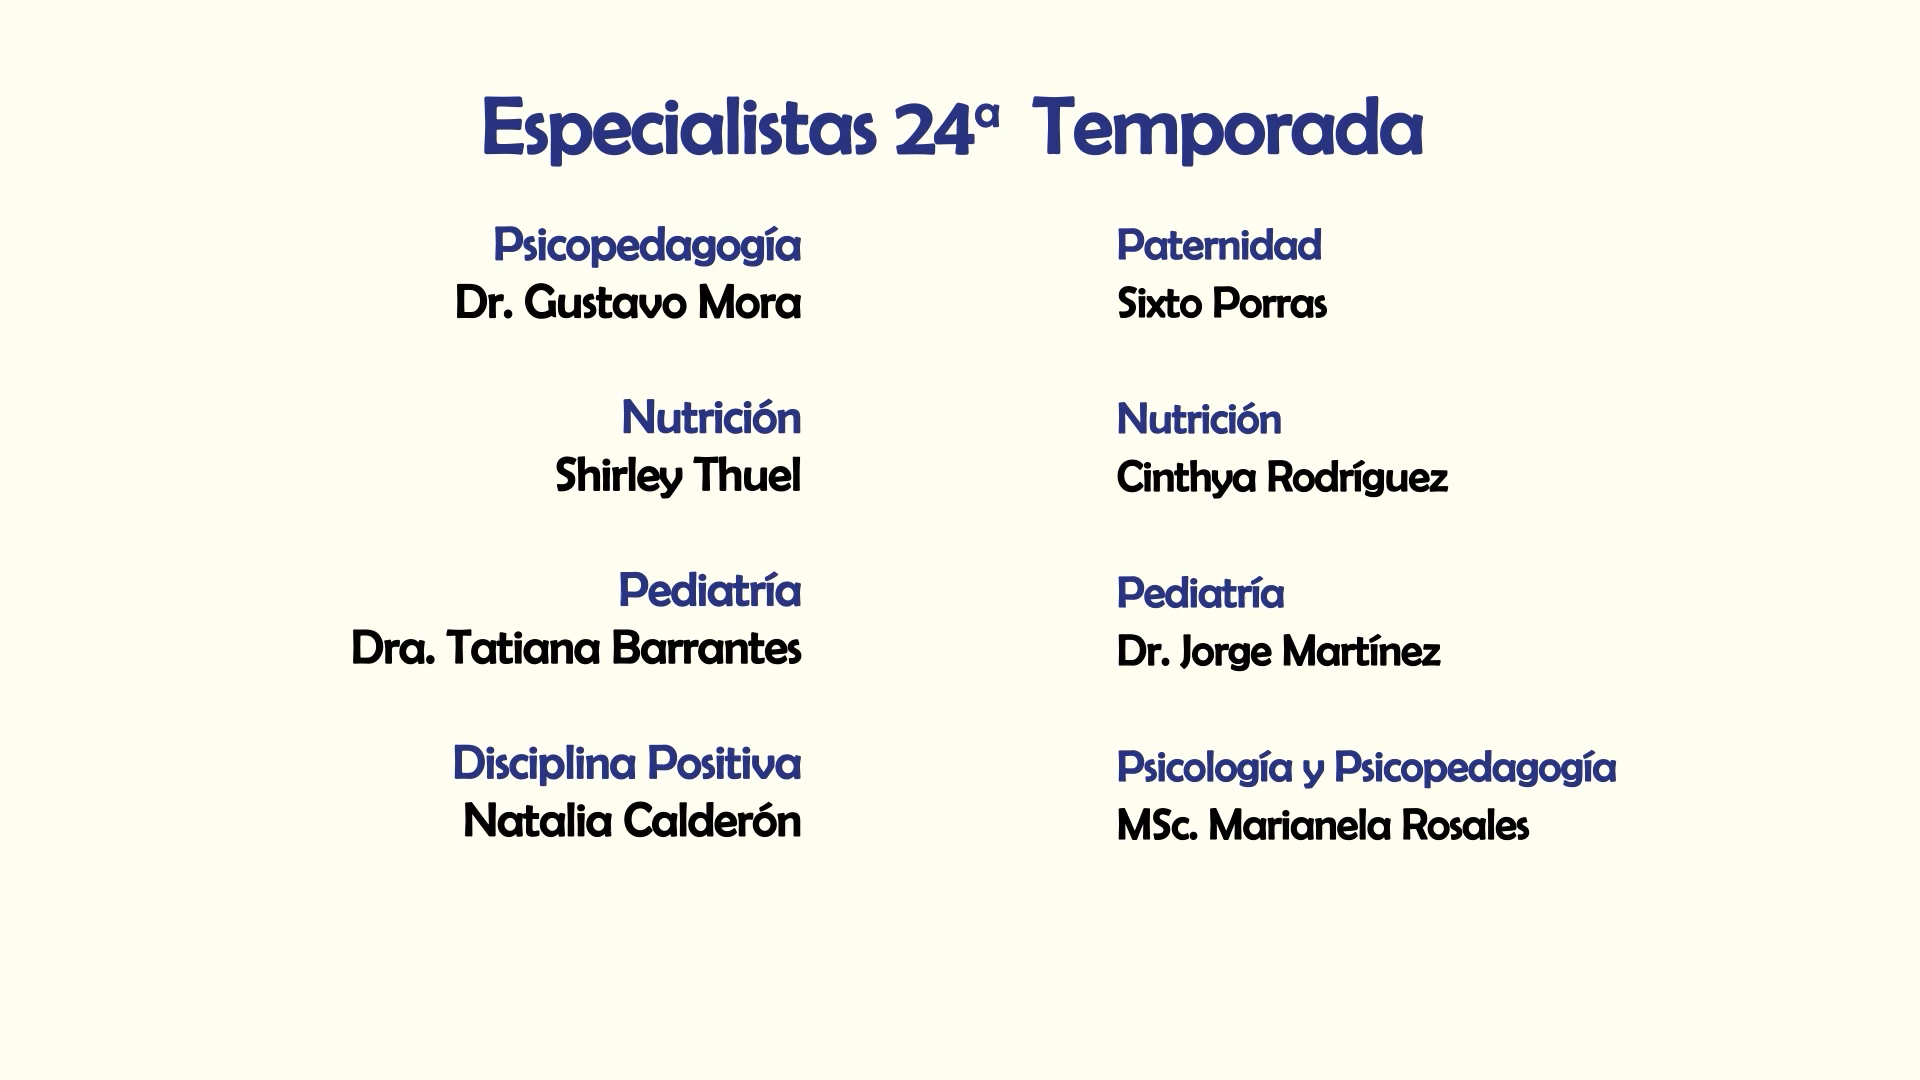 Especialistas 24ª Temporada
Psicopedagogía
Dr. Gustavo Mora
Nutrición
Shirley Thuel
Pediatría
Dra. Tatiana Barrantes
Disciplina Positiva
Natalia Calderón
Paternidad
Sixto Porras
Nutrición
Cinthya Rodríguez
Pediatría
Dr. Jorge Martínez
Psicología y Psicopedagogía
MSc. Marianela Rosales